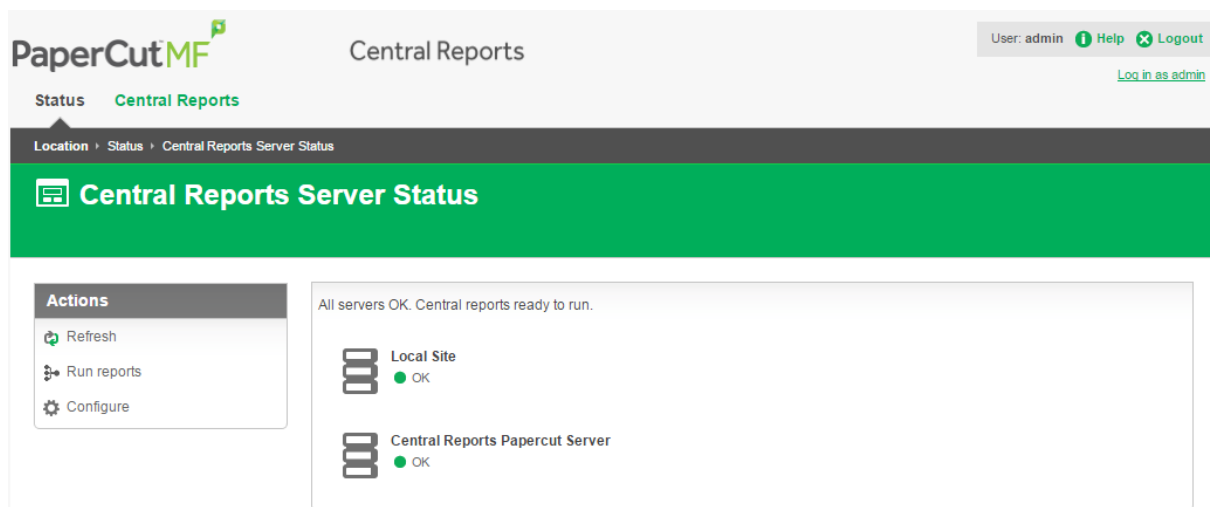 PaperCut MF
Central Reports
User: admin Help Logout
Log in as admin
Status Central Reports
Location Status Central Reports Server Status
Central Reports Server Status
Actions
Refresh
Run reports
Configure
All servers OK. Central reports ready to run.
Local Site
OK
Central Reports Papercut Server
OK